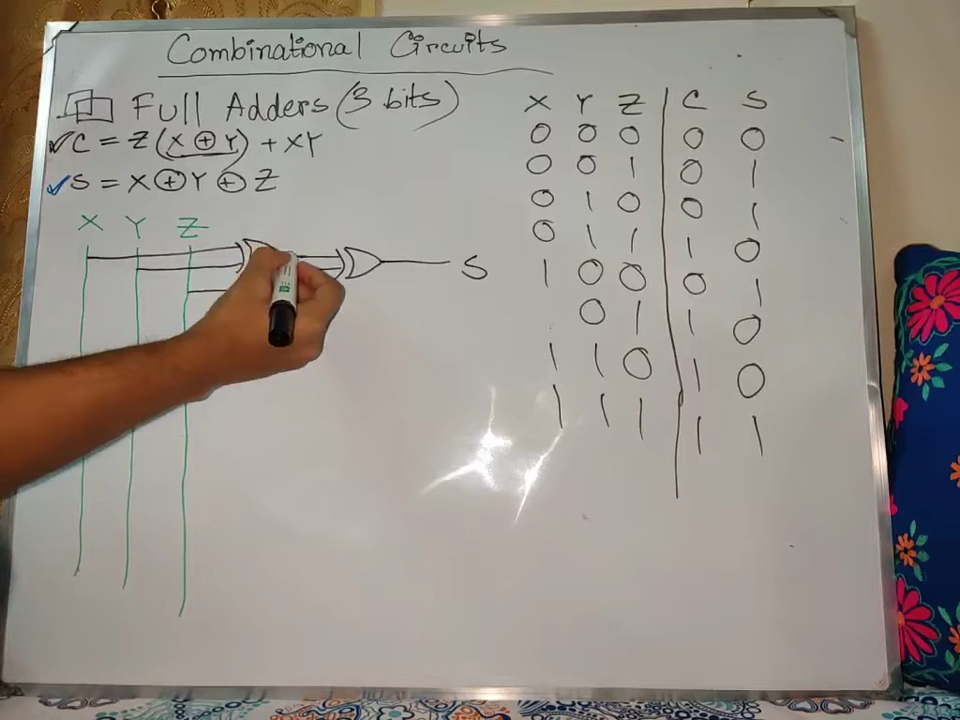 Combinational Circuits
Full Adders (3 bits)
C = Z(X ⊕ Y) + XY
S = X ⊕ Y ⊕ Z
X Y Z
S
X Y Z C S
0 0 0 0 0
0 0 1 0 1
0 1 0 0 1
0 1 1 1 0
1 0 0 0 1
0 1 1 0
1 1 0 1 0
1 1 1 1 1